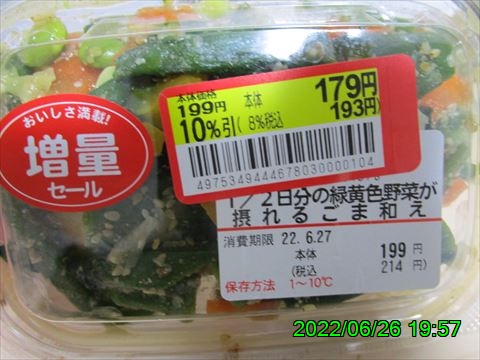 おいしさ満載!
増量
セール
本体価格
199円
本体
179円
10%引(
8%税込
193円)
4975349444678030000104
1/2日分の緑黄色野菜が
摂れるごま和え
消費期限 22.6.27
本体 199円
(税込 214円)
保存方法 1~10℃
2022/06/26 19:57